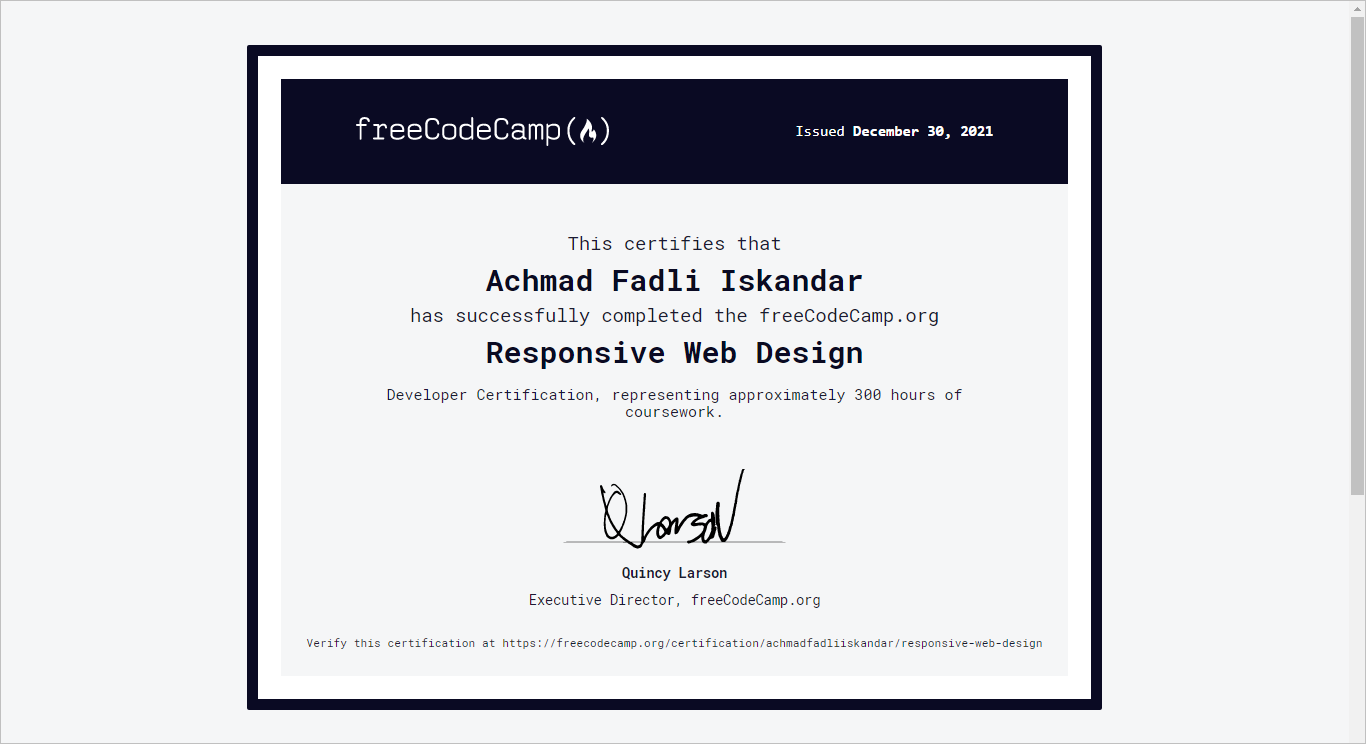 freeCodeCamp
Issued December 30, 2021
This certifies that
Achmad Fadli Iskandar
has successfully completed the freeCodeCamp.org
Responsive Web Design
Developer Certification, representing approximately 300 hours of
coursework.
Q Larson
Quincy Larson
Executive Director, freeCodeCamp.org
Verify this certification at https://freecodecamp.org/certification/achmadfadliiskandar/responsive-web-design